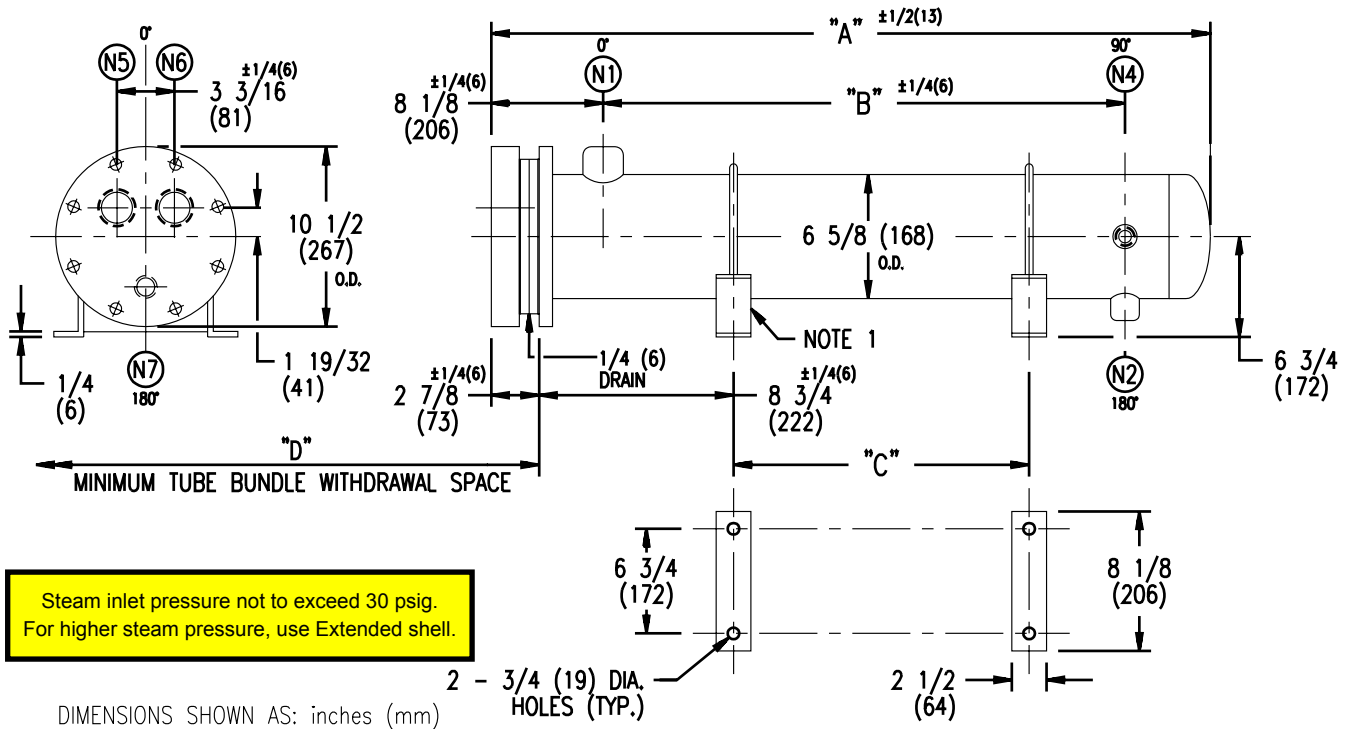 "A" ±1/2(13)
0°
N5 N6
±1/4(6)
3 3/16
(81)
±1/4(6)
8 1/8
(206)
0°
N1
"B" ±1/4(6)
90°
N4
10 1/2
(267)
O.D.
6 5/8 (168)
O.D.
NOTE 1
1/4 (6)
DRAIN
1 19/32
(41)
1/4
(6)
N7
180°
±1/4(6)
2 7/8
(73)
±1/4(6)
8 3/4
(222)
N2
180°
6 3/4
(172)
"D"
MINIMUM TUBE BUNDLE WITHDRAWAL SPACE
"C"
6 3/4
(172)
8 1/8
(206)
Steam inlet pressure not to exceed 30 psig.
For higher steam pressure, use Extended shell.
2 - 3/4 (19) DIA.
HOLES (TYP.)
2 1/2
(64)
DIMENSIONS SHOWN AS: inches (mm)